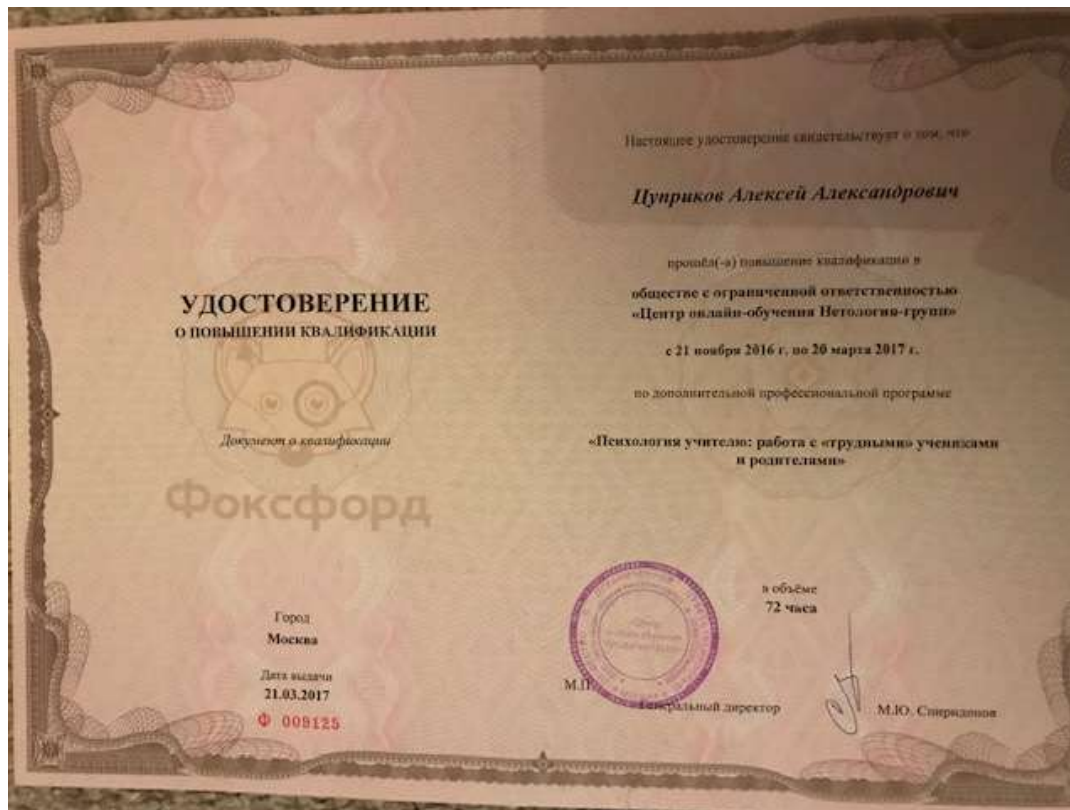 УДОСТОВЕРЕНИЕ
О ПОВЫШЕНИИ КВАЛИФИКАЦИИ
Документ о квалификации
Фоксфорд
Город
Москва
Дата выдачи
21.03.2017
Ф 009125
Настоящее удостоверение свидетельствует о том, что
Цуприков Алексей Александрович
прошёл(-а) повышение квалификации в
обществе с ограниченной ответственностью
«Центр онлайн-обучения Нетология-групп»
с 21 ноября 2016 г. по 20 марта 2017 г.
по дополнительной профессиональной программе
«Психология учителю: работа с «трудными» учениками
и родителями»
в объёме
72 часа
М.П.
Генеральный директор
М.Ю. Спиридонов